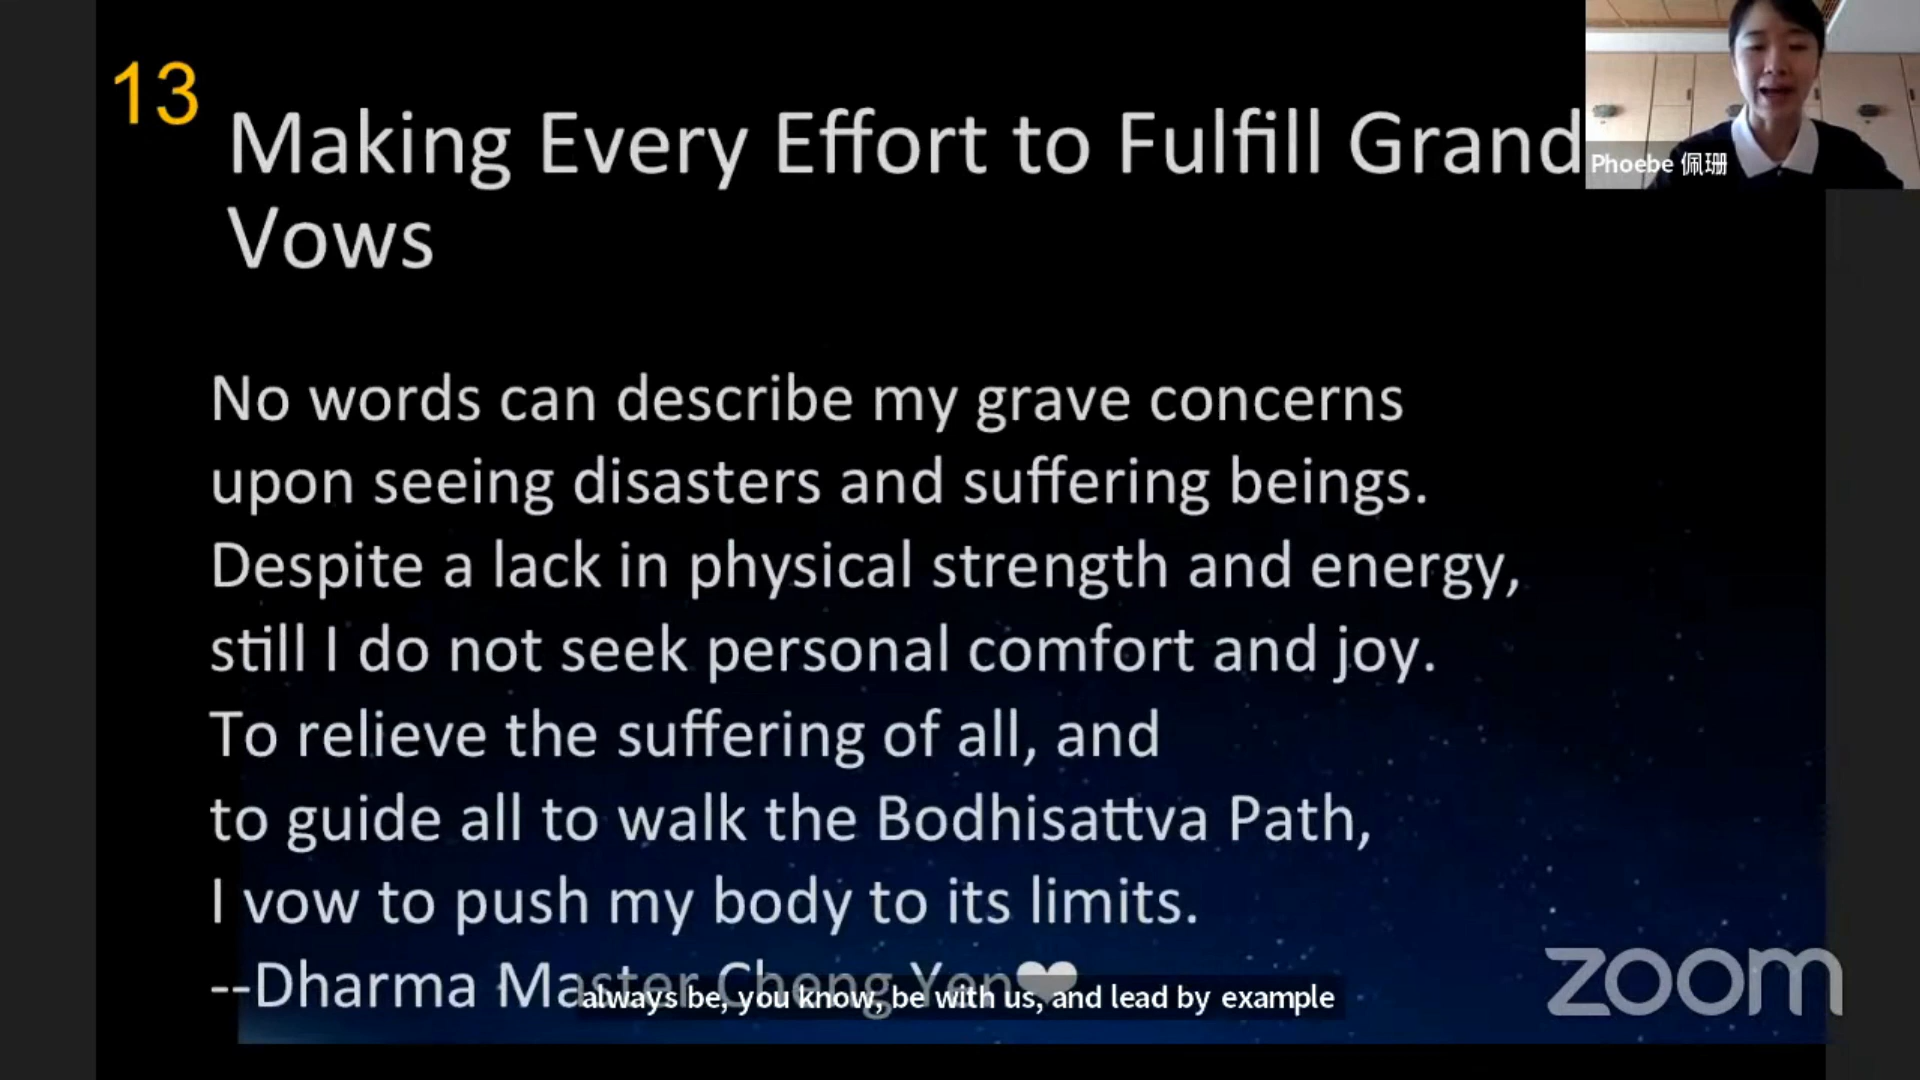 13
Making Every Effort to Fulfill Grand
Vows
Phoebe 佩珊
No words can describe my grave concerns
upon seeing disasters and suffering beings.
Despite a lack in physical strength and energy,
still I do not seek personal comfort and joy.
To relieve the suffering of all, and
to guide all to walk the Bodhisattva Path,
I vow to push my body to its limits.
--Dharma Master Cheng Yen
always be, you know, be with us, and lead by example
zoom